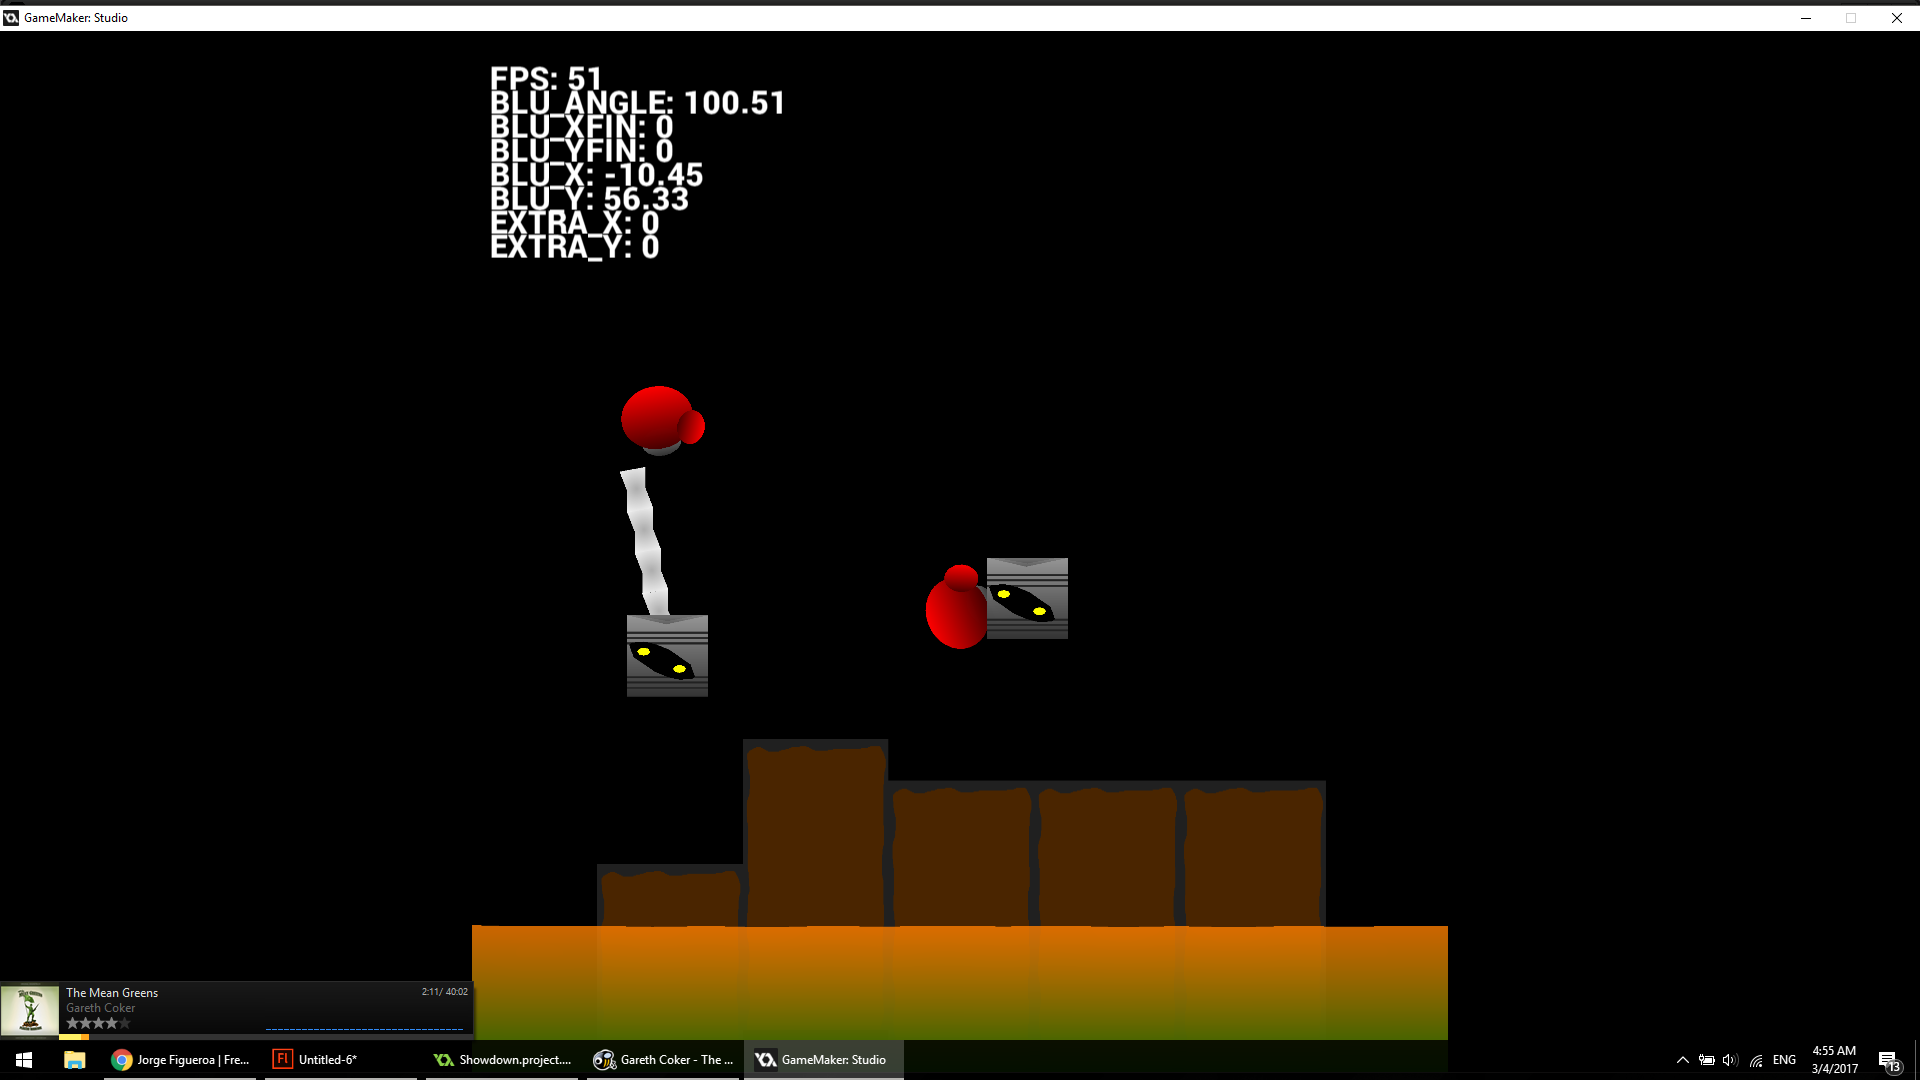 GameMaker: Studio
FPS: 51
BLU_ANGLE: 100.51
BLU_XFIN: 0
BLU_YFIN: 0
BLU_X: -10.45
BLU_Y: 56.33
EXTRA_X: 0
EXTRA_Y: 0
The Mean Greens 2:11/ 40:02
Gareth Coker
Jorge Figueroa | Fre... Untitled-6* Showdown.project.... Gareth Coker - The ... GameMaker: Studio ENG 4:55 AM
3/4/2017 13